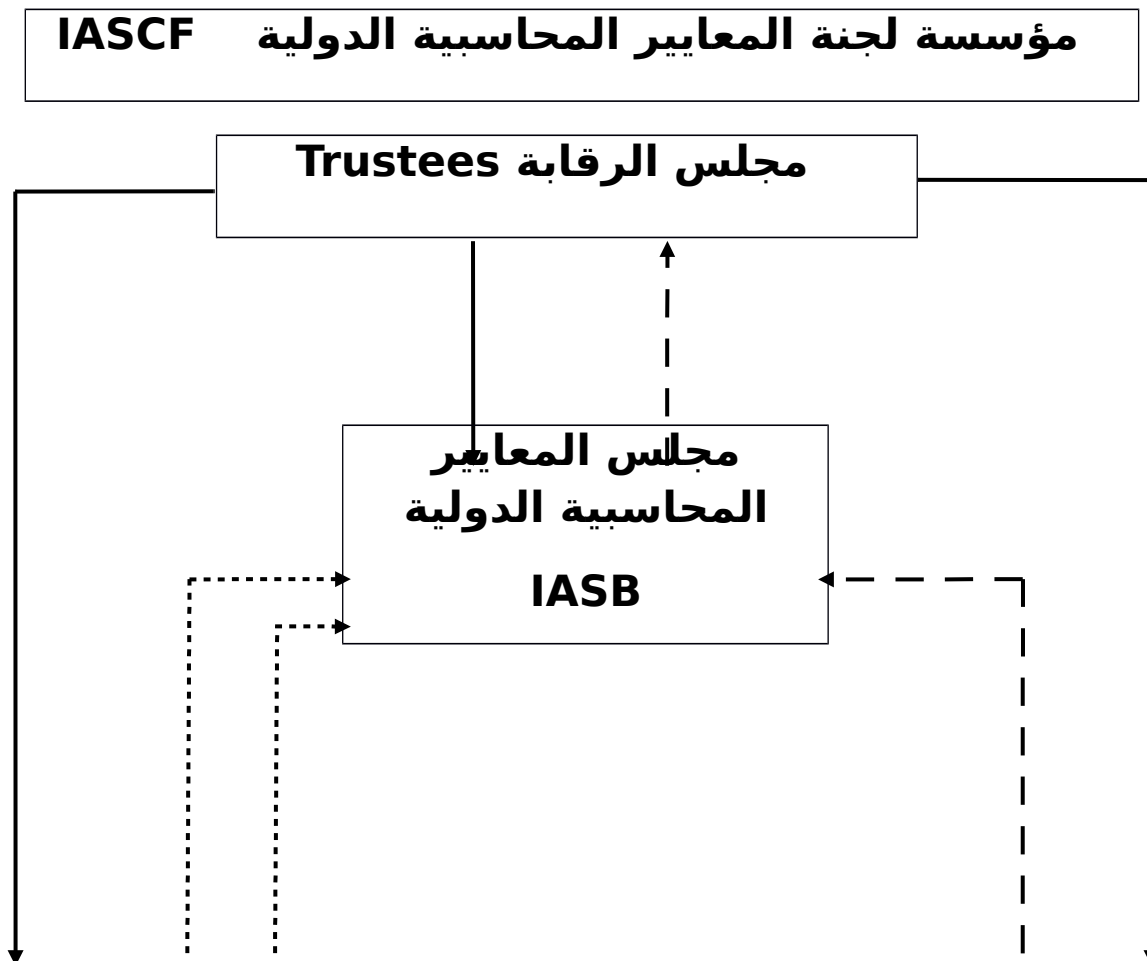 مؤسسة لجنة المعايير المحاسبية الدولية IASCF
مجلس الرقابة Trustees
مجلس المعايير
المحاسبية الدولية
IASB